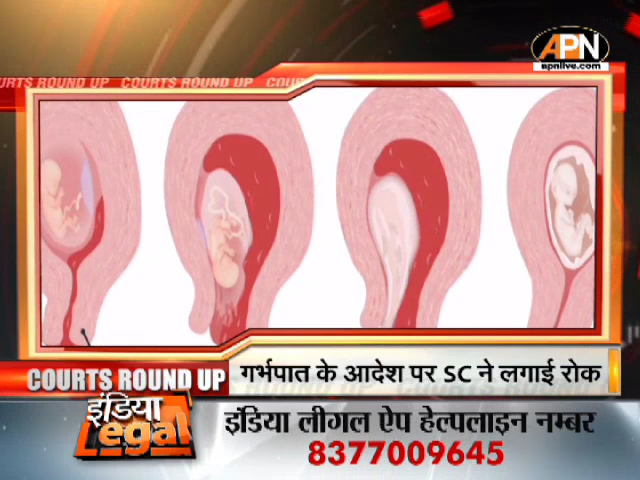 APN
apnlive.com
URTS ROUND UP COURTS ROUND UP COURTS
COURTS ROUND UP
गर्भपात के आदेश पर SC ने लगाई रोक
इंडिया
Legal
इंडिया लीगल ऐप हेल्पलाइन नम्बर
8377009645